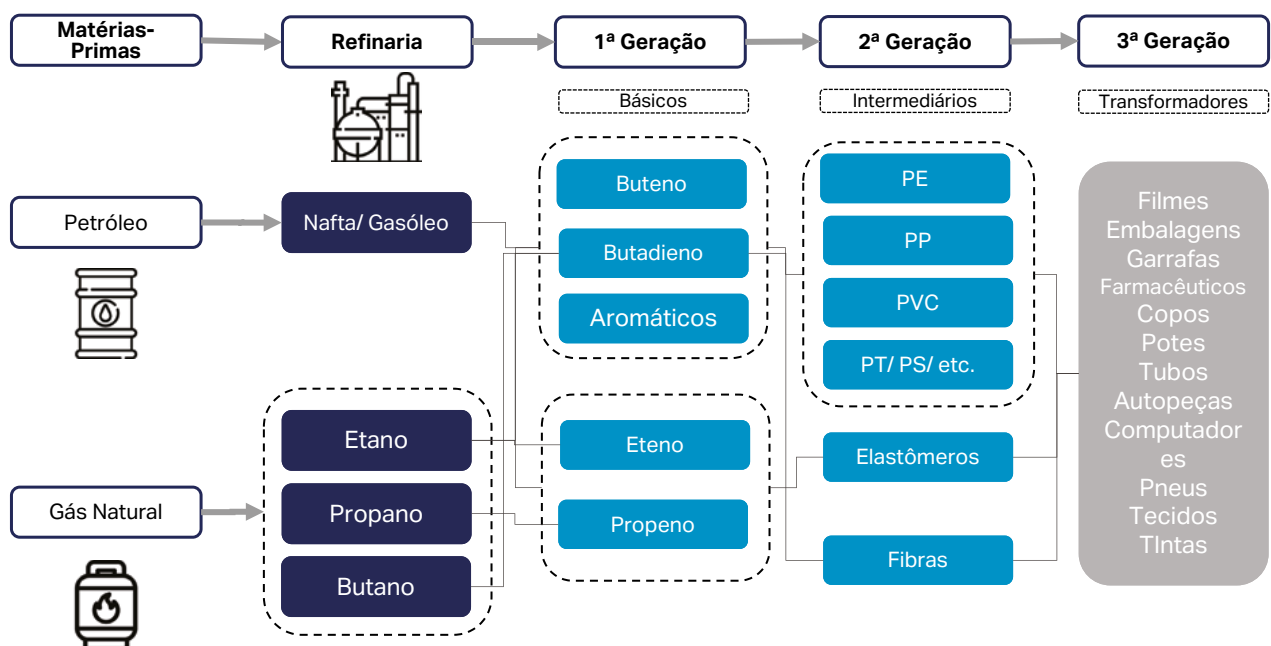 Matérias-
Primas
Refinaria
1ª Geração
2ª Geração
3ª Geração
Básicos
Intermediários
Transformadores
Petróleo
Nafta/ Gasóleo
Buteno
Butadieno
Aromáticos
PE
PP
PVC
PT/ PS/ etc.
Gás Natural
Etano
Propano
Butano
Eteno
Propeno
Elastômeros
Fibras
Filmes
Embalagens
Garrafas
Farmacêuticos
Copos
Potes
Tubos
Autopeças
Computador
es
Pneus
Tecidos
TIntas